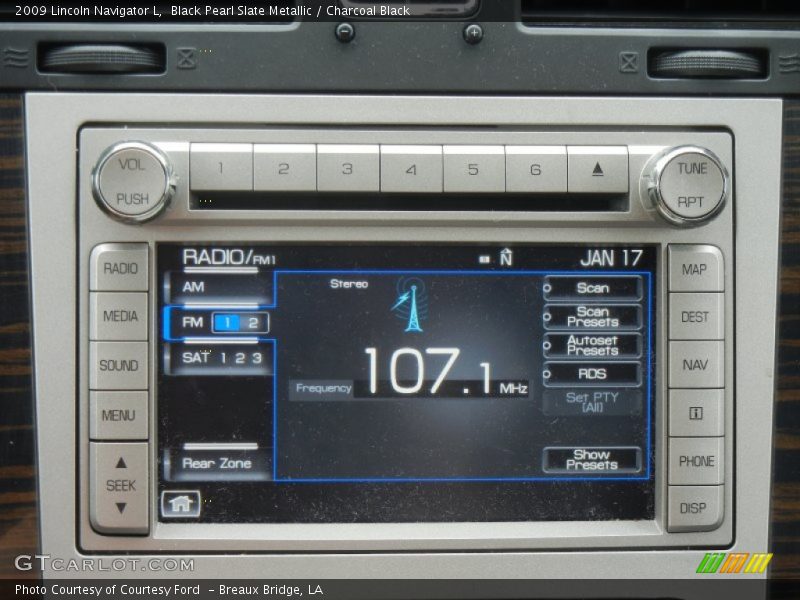 2009 Lincoln Navigator L,  Black Pearl Slate Metallic / Charcoal Black
VOL
PUSH
1 2 3 4 5 6
TUNE
RPT
RADIO
MEDIA
SOUND
MENU
SEEK
RADIO/FM1
N
JAN 17
AM
FM 1 2
SAT 1 2 3
Rear Zone
Stereo
Frequency 107.1 MHz
Scan
Scan
Presets
Autoset
Presets
RDS
Set PTY
[All]
Show
Presets
MAP
DEST
NAV
i
PHONE
DISP
GTCARLOT.COM
Photo Courtesy of Courtesy Ford  - Breaux Bridge, LA